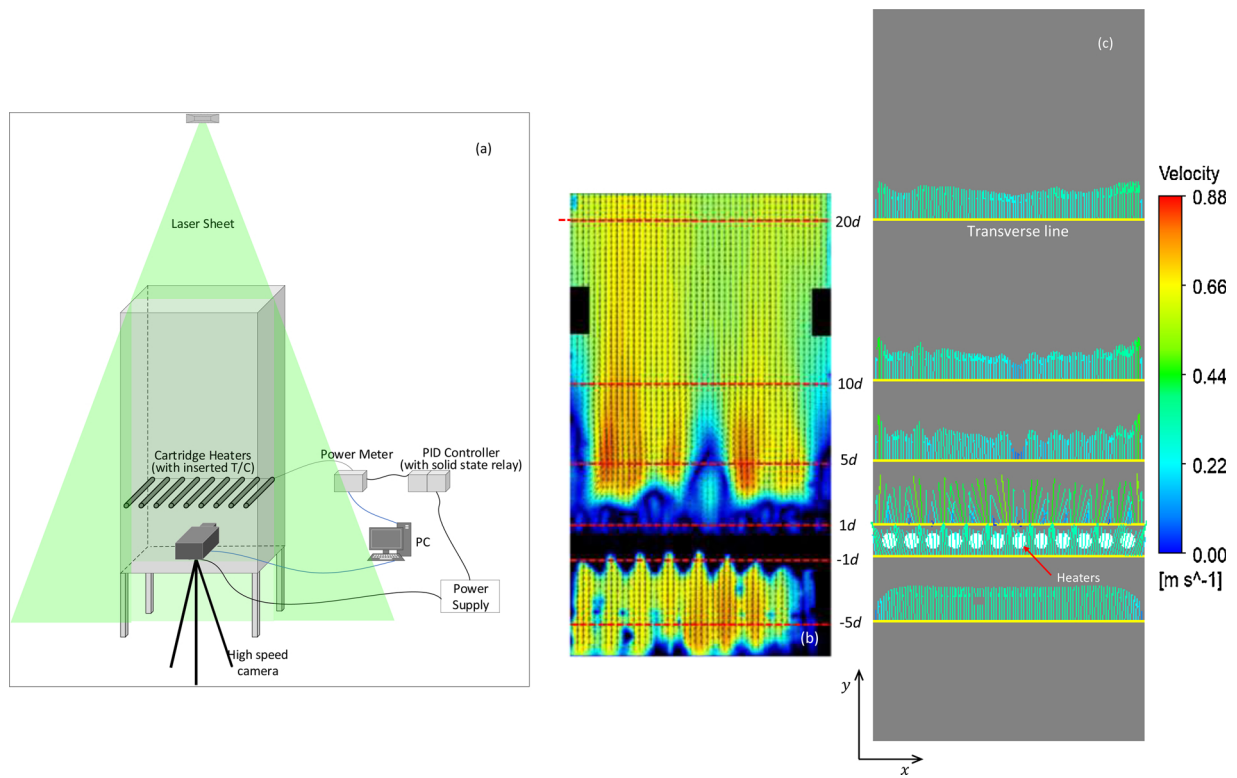 (a)
Laser Sheet
Cartridge Heaters
(with inserted T/C)
Power Meter
PID Controller
(with solid state relay)
PC
Power
Supply
High speed
camera
20d
10d
5d
1d
-1d
-5d
(b)
(c)
Transverse line
Heaters
y
x
Velocity
0.88
0.66
0.44
0.22
0.00
[m s^-1]